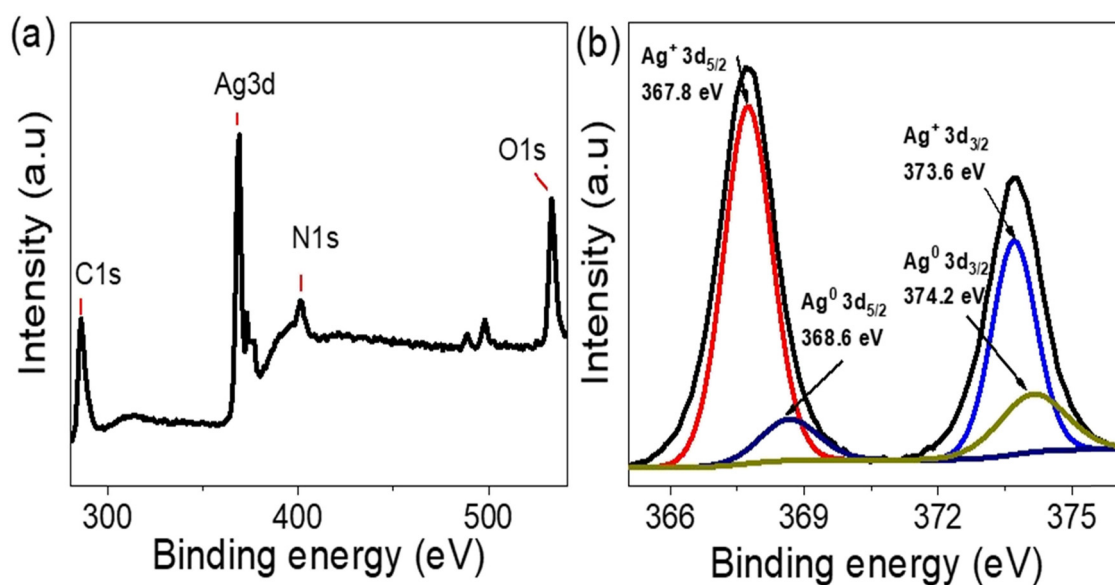 (a)
Ag3d
O1s
N1s
C1s
Intensity (a.u)
300 400 500
Binding energy (eV)
(b)
Ag⁺ 3d₅/₂
367.8 eV
Ag⁺ 3d₃/₂
373.6 eV
Ag⁰ 3d₃/₂
374.2 eV
Ag⁰ 3d₅/₂
368.6 eV
Intensity (a.u)
366 369 372 375
Binding energy (eV)